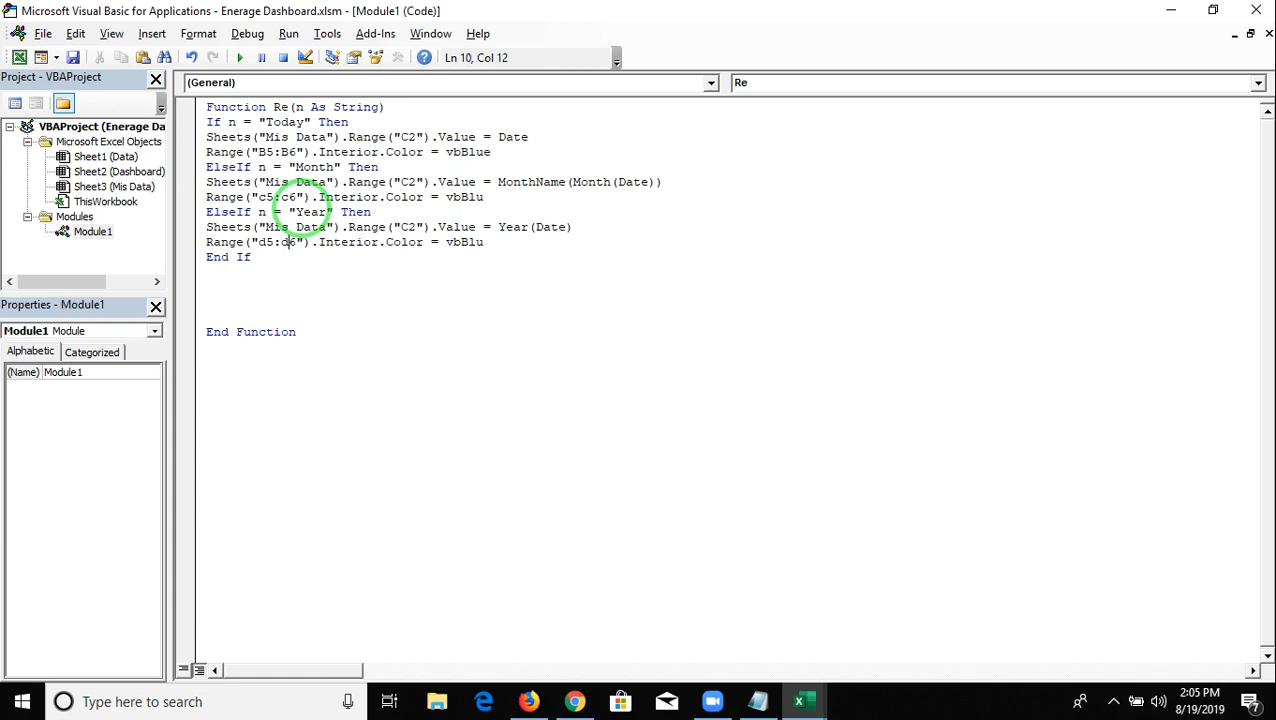 Microsoft Visual Basic for Applications - Enerage Dashboard.xlsm - [Module1 (Code)]
File Edit View Insert Format Debug Run Tools Add-Ins Window Help
Ln 10, Col 12
Project - VBAProject
(General)
Re
VBAProject (Enerage Da
Microsoft Excel Objects
Sheet1 (Data)
Sheet2 (Dashboard)
Sheet3 (Mis Data)
ThisWorkbook
Modules
Module1
Properties - Module1
Module1 Module
Alphabetic Categorized
(Name) Module1
Function Re(n As String)
If n = "Today" Then
Sheets("Mis Data").Range("C2").Value = Date
Range("B5:B6").Interior.Color = vbBlue
ElseIf n = "Month" Then
Sheets("Mis Data").Range("C2").Value = MonthName(Month(Date))
Range("c5:c6").Interior.Color = vbBlu
ElseIf n = "Year" Then
Sheets("Mis Data").Range("C2").Value = Year(Date)
Range("d5:d6").Interior.Color = vbBlu
End If
End Function
Type here to search
2:05 PM
8/19/2019
7